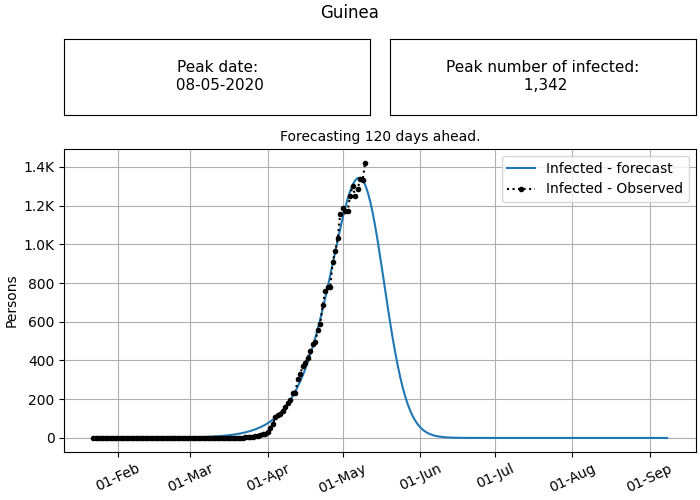 Guinea
Peak date:
08-05-2020
Peak number of infected:
1,342
Forecasting 120 days ahead.
Infected - forecast
Infected - Observed
1.4K
1.2K
1.0K
800
600
400
200
0
Persons
01-Feb
01-Mar
01-Apr
01-May
01-Jun
01-Jul
01-Aug
01-Sep